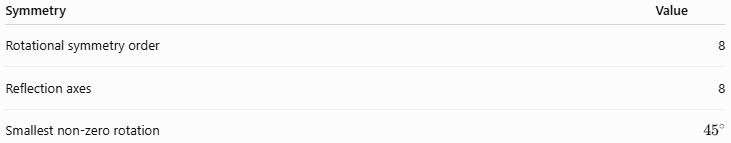 Symmetry Value
Rotational symmetry order 8
Reflection axes 8
Smallest non-zero rotation 45°